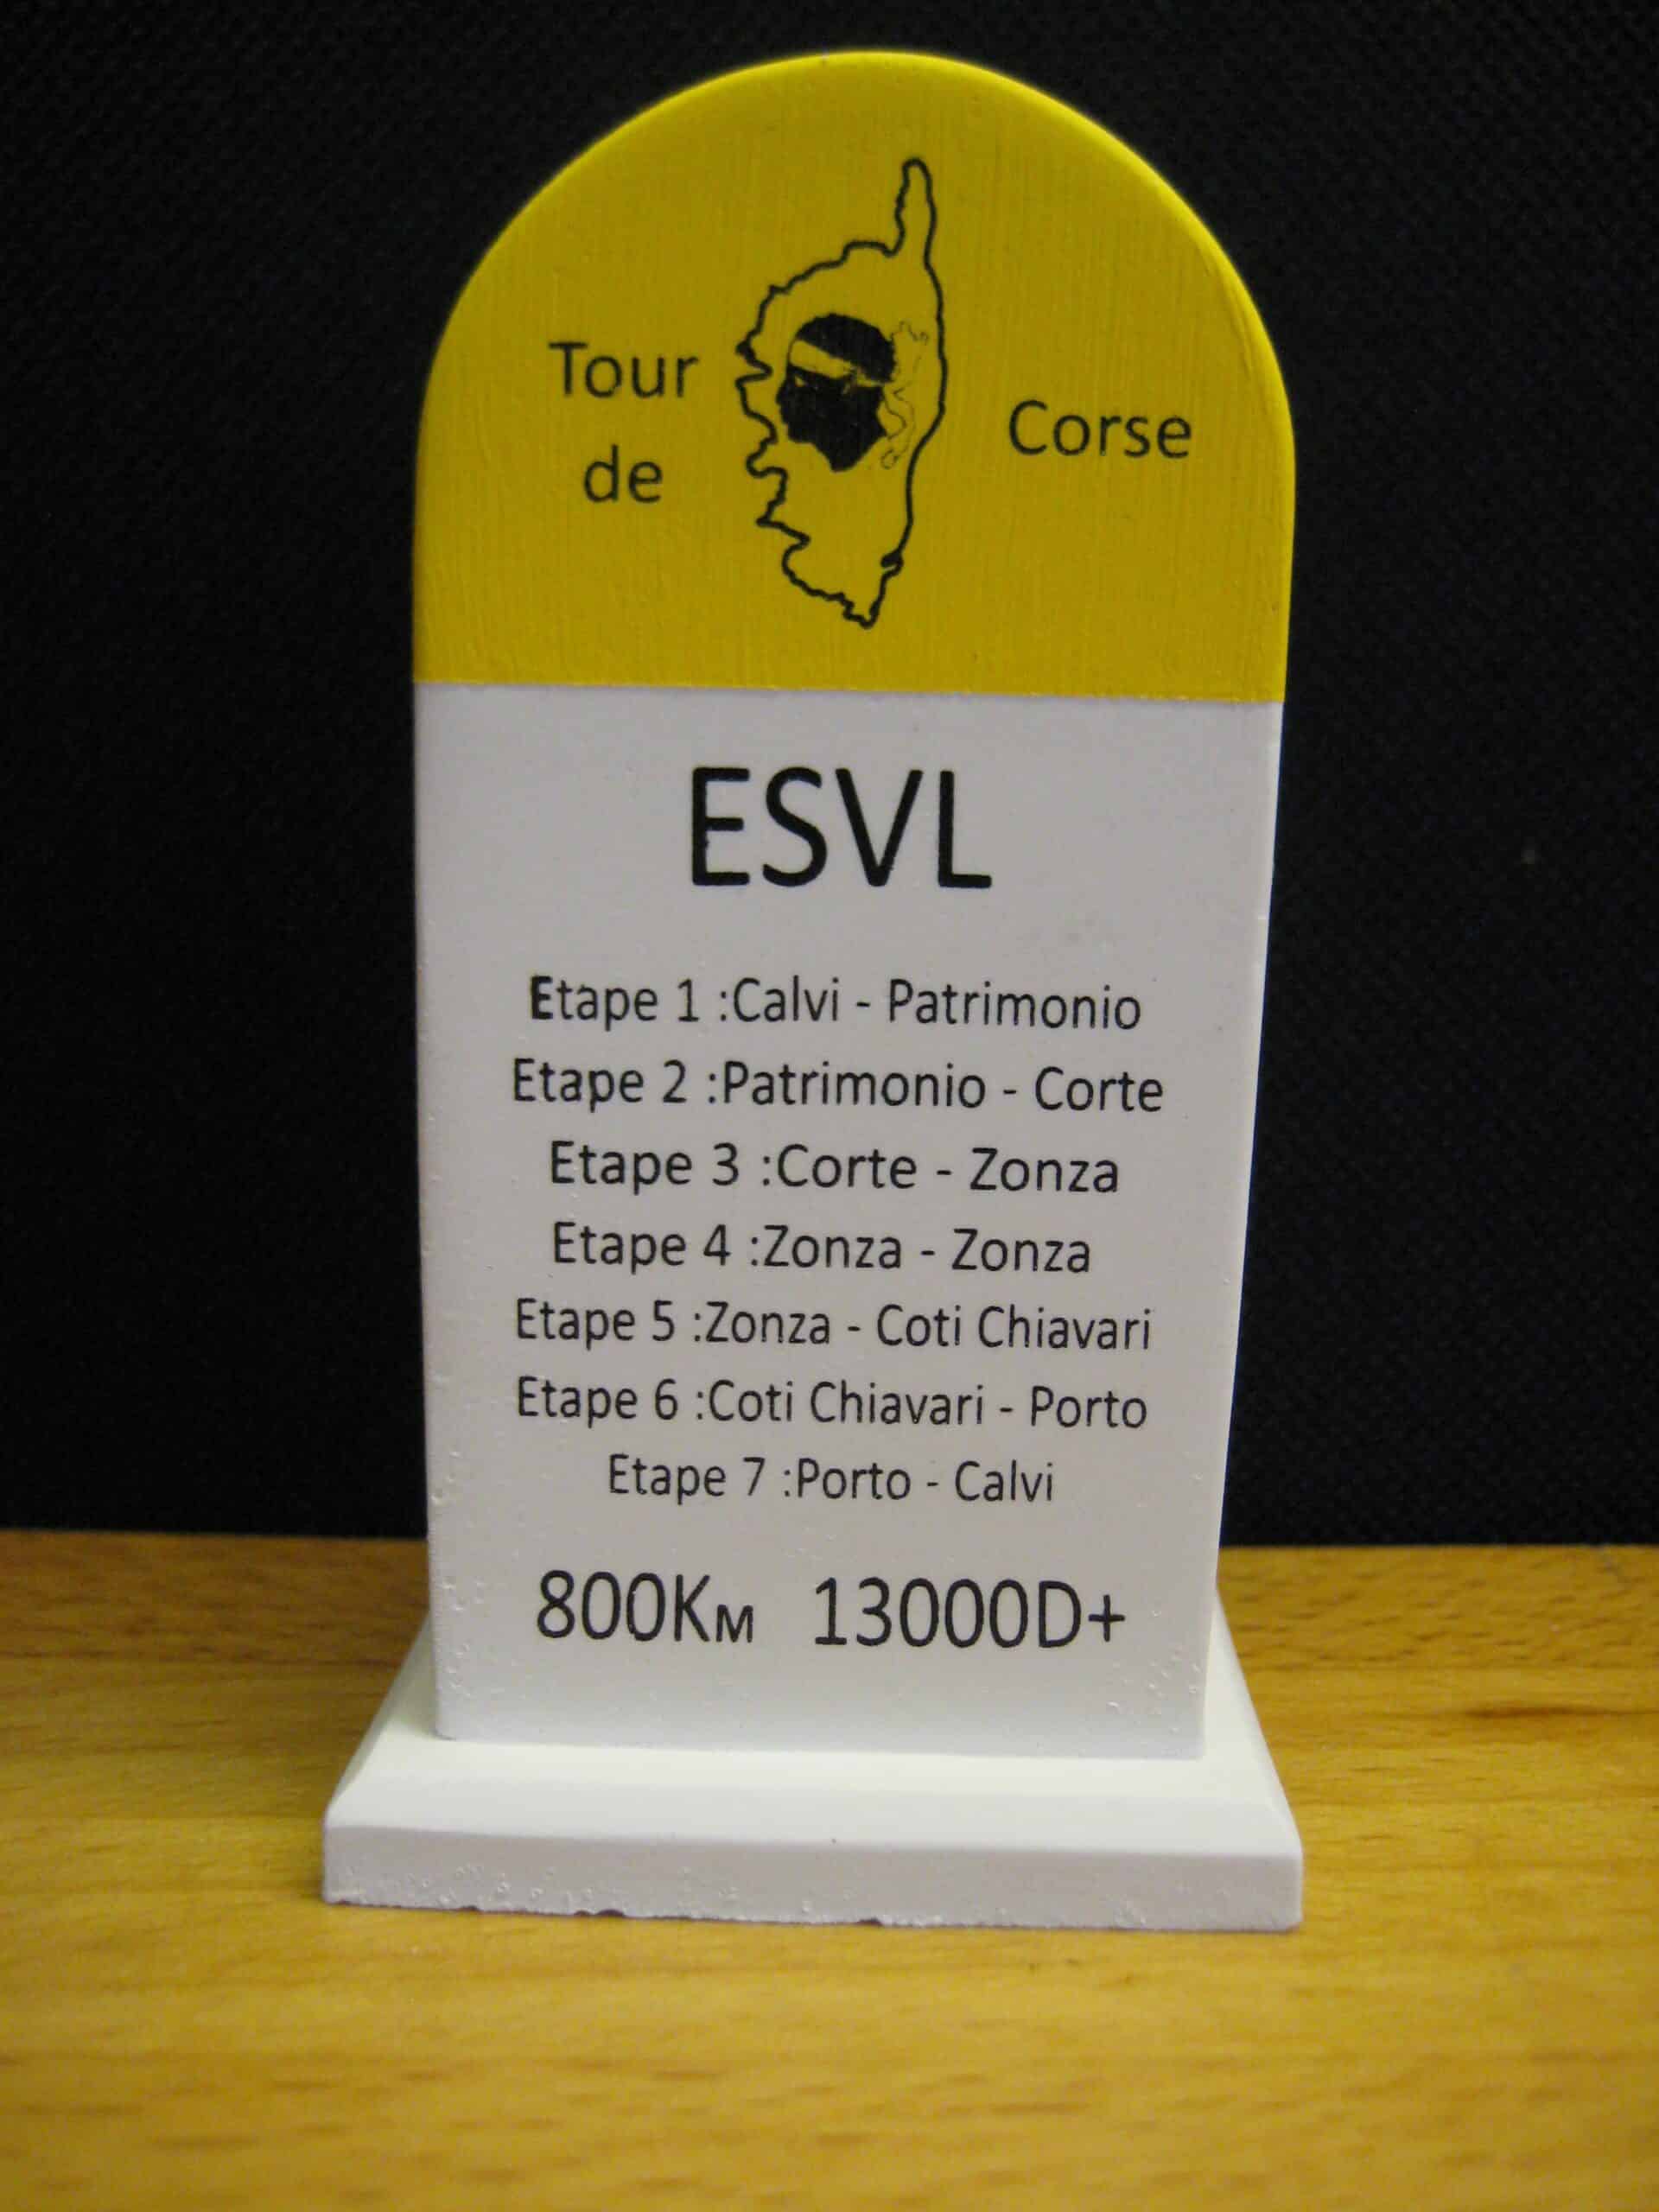 Tour
de
Corse
ESVL
Etape 1 :Calvi - Patrimonio
Etape 2 :Patrimonio - Corte
Etape 3 :Corte - Zonza
Etape 4 :Zonza - Zonza
Etape 5 :Zonza - Coti Chiavari
Etape 6 :Coti Chiavari - Porto
Etape 7 :Porto - Calvi
800Km 13000D+